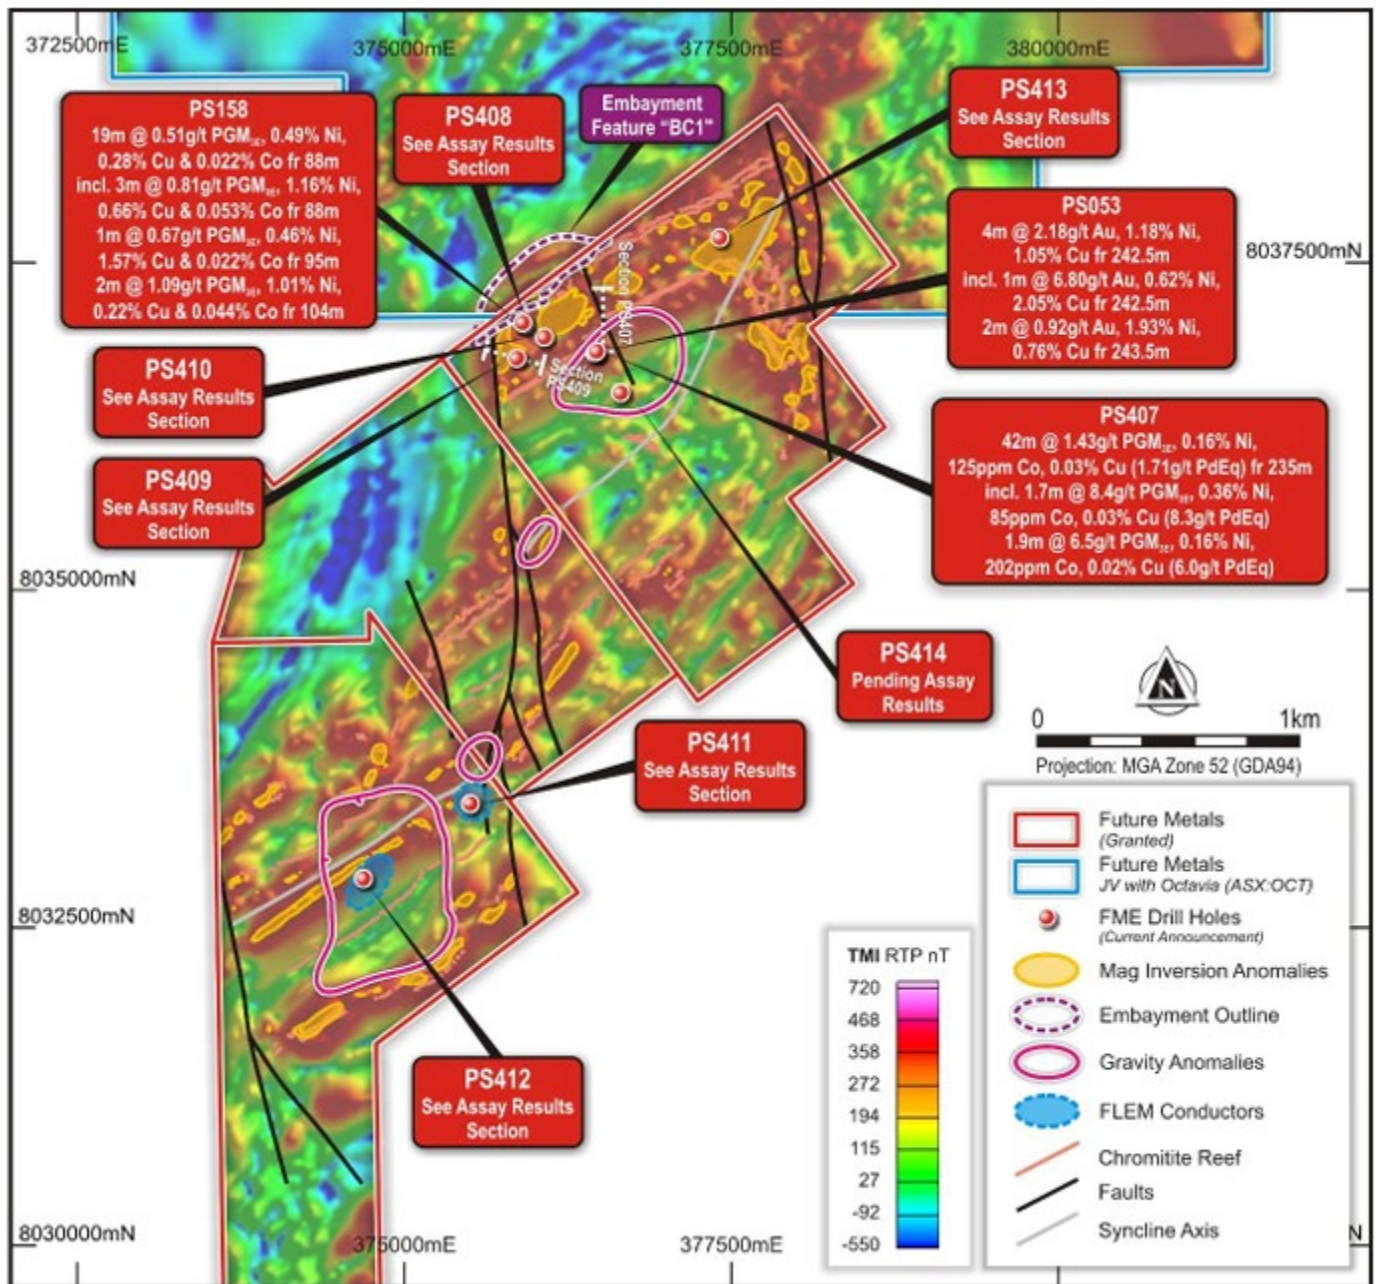 372500mE
375000mE
377500mE
380000mE
PS158
19m @ 0.51g/t PGM3E, 0.49% Ni,
0.28% Cu & 0.022% Co fr 88m
incl. 3m @ 0.81g/t PGM3E, 1.16% Ni,
0.66% Cu & 0.053% Co fr 88m
1m @ 0.67g/t PGM3E, 0.46% Ni,
1.57% Cu & 0.022% Co fr 95m
2m @ 1.09g/t PGM3E, 1.01% Ni,
0.22% Cu & 0.044% Co fr 104m
PS408
See Assay Results
Section
Embayment
Feature "BC1"
PS413
See Assay Results
Section
PS053
4m @ 2.18g/t Au, 1.18% Ni,
1.05% Cu fr 242.5m
incl. 1m @ 6.80g/t Au, 0.62% Ni,
2.05% Cu fr 242.5m
2m @ 0.92g/t Au, 1.93% Ni,
0.76% Cu fr 243.5m
8037500mN
Section PS407
Section
PS409
PS410
See Assay Results
Section
PS409
See Assay Results
Section
PS407
42m @ 1.43g/t PGM3E, 0.16% Ni,
125ppm Co, 0.03% Cu (1.71g/t PdEq) fr 235m
incl. 1.7m @ 8.4g/t PGM3E, 0.36% Ni,
85ppm Co, 0.03% Cu (8.3g/t PdEq)
1.9m @ 6.5g/t PGM3E, 0.16% Ni,
202ppm Co, 0.02% Cu (6.0g/t PdEq)
8035000mN
PS414
Pending Assay
Results
N
0 1km
Projection: MGA Zone 52 (GDA94)
PS411
See Assay Results
Section
8032500mN
PS412
See Assay Results
Section
Future Metals
(Granted)
Future Metals
JV with Octavia (ASX:OCT)
FME Drill Holes
(Current Announcement)
Mag Inversion Anomalies
Embayment Outline
Gravity Anomalies
FLEM Conductors
Chromitite Reef
Faults
Syncline Axis
TMI RTP nT
720
468
358
272
194
115
27
-92
-550
8030000mN
375000mE
377500mE
N